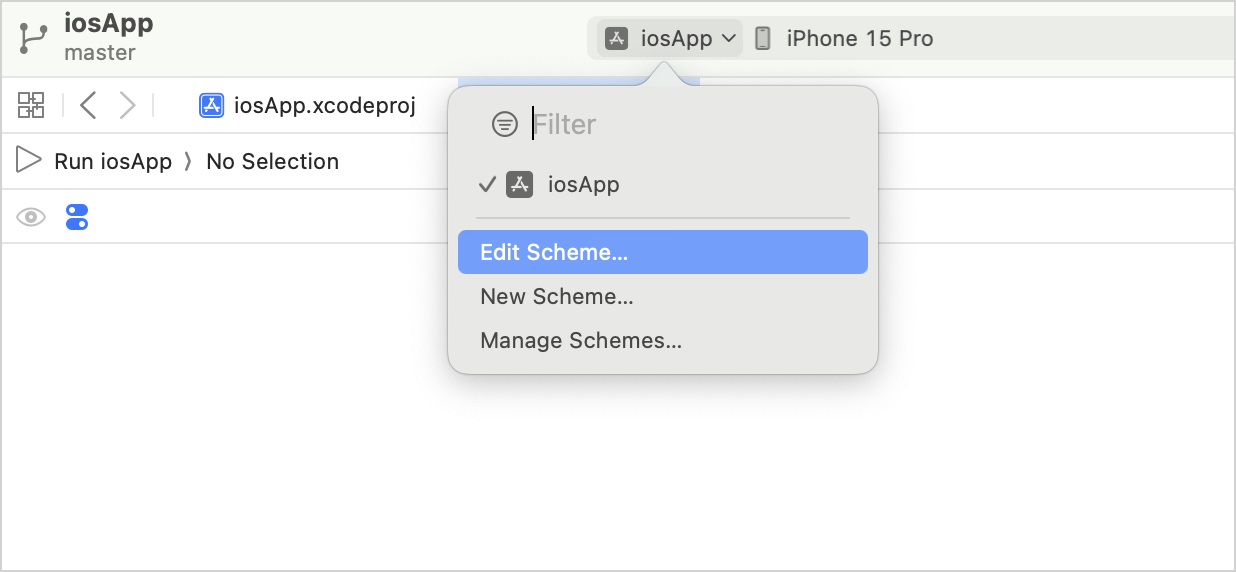 iosApp
master
iosApp
iPhone 15 Pro
iosApp.xcodeproj
Run iosApp 〉 No Selection
Filter
iosApp
Edit Scheme...
New Scheme...
Manage Schemes...